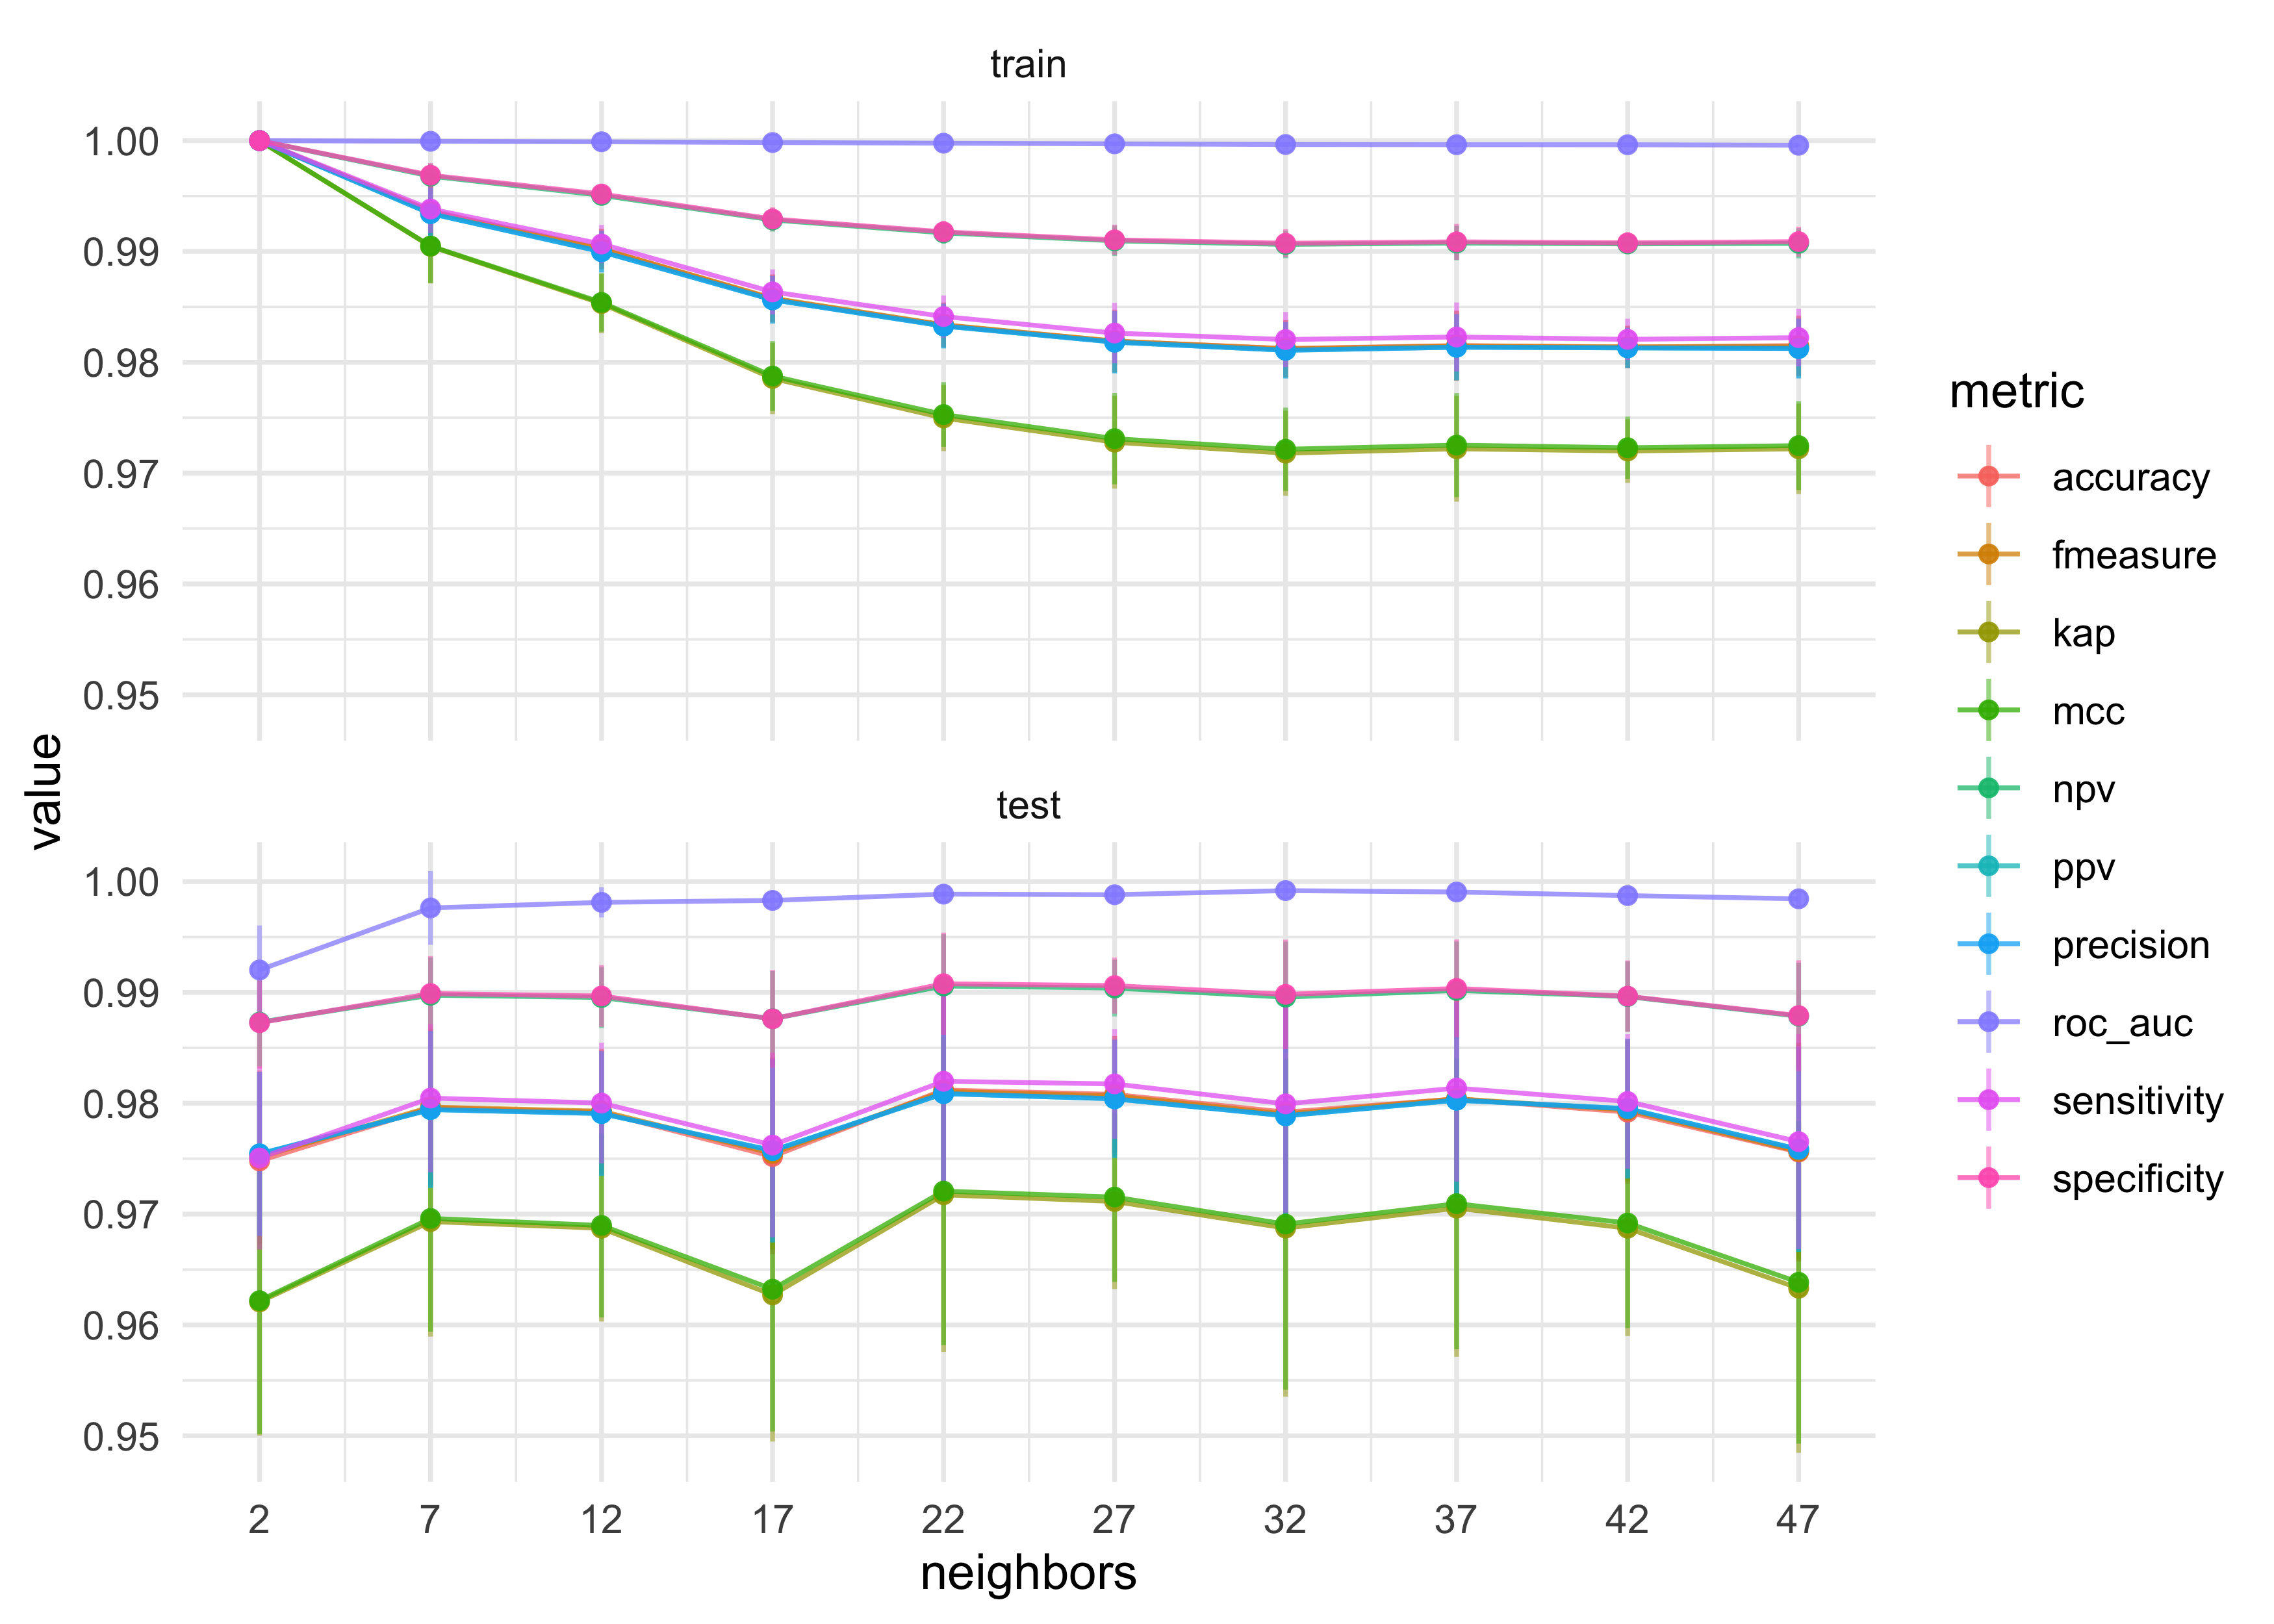 train
1.00
0.99
0.98
0.97
0.96
0.95
value
test
1.00
0.99
0.98
0.97
0.96
0.95
2 7 12 17 22 27 32 37 42 47
neighbors
metric
accuracy
fmeasure
kap
mcc
npv
ppv
precision
roc_auc
sensitivity
specificity